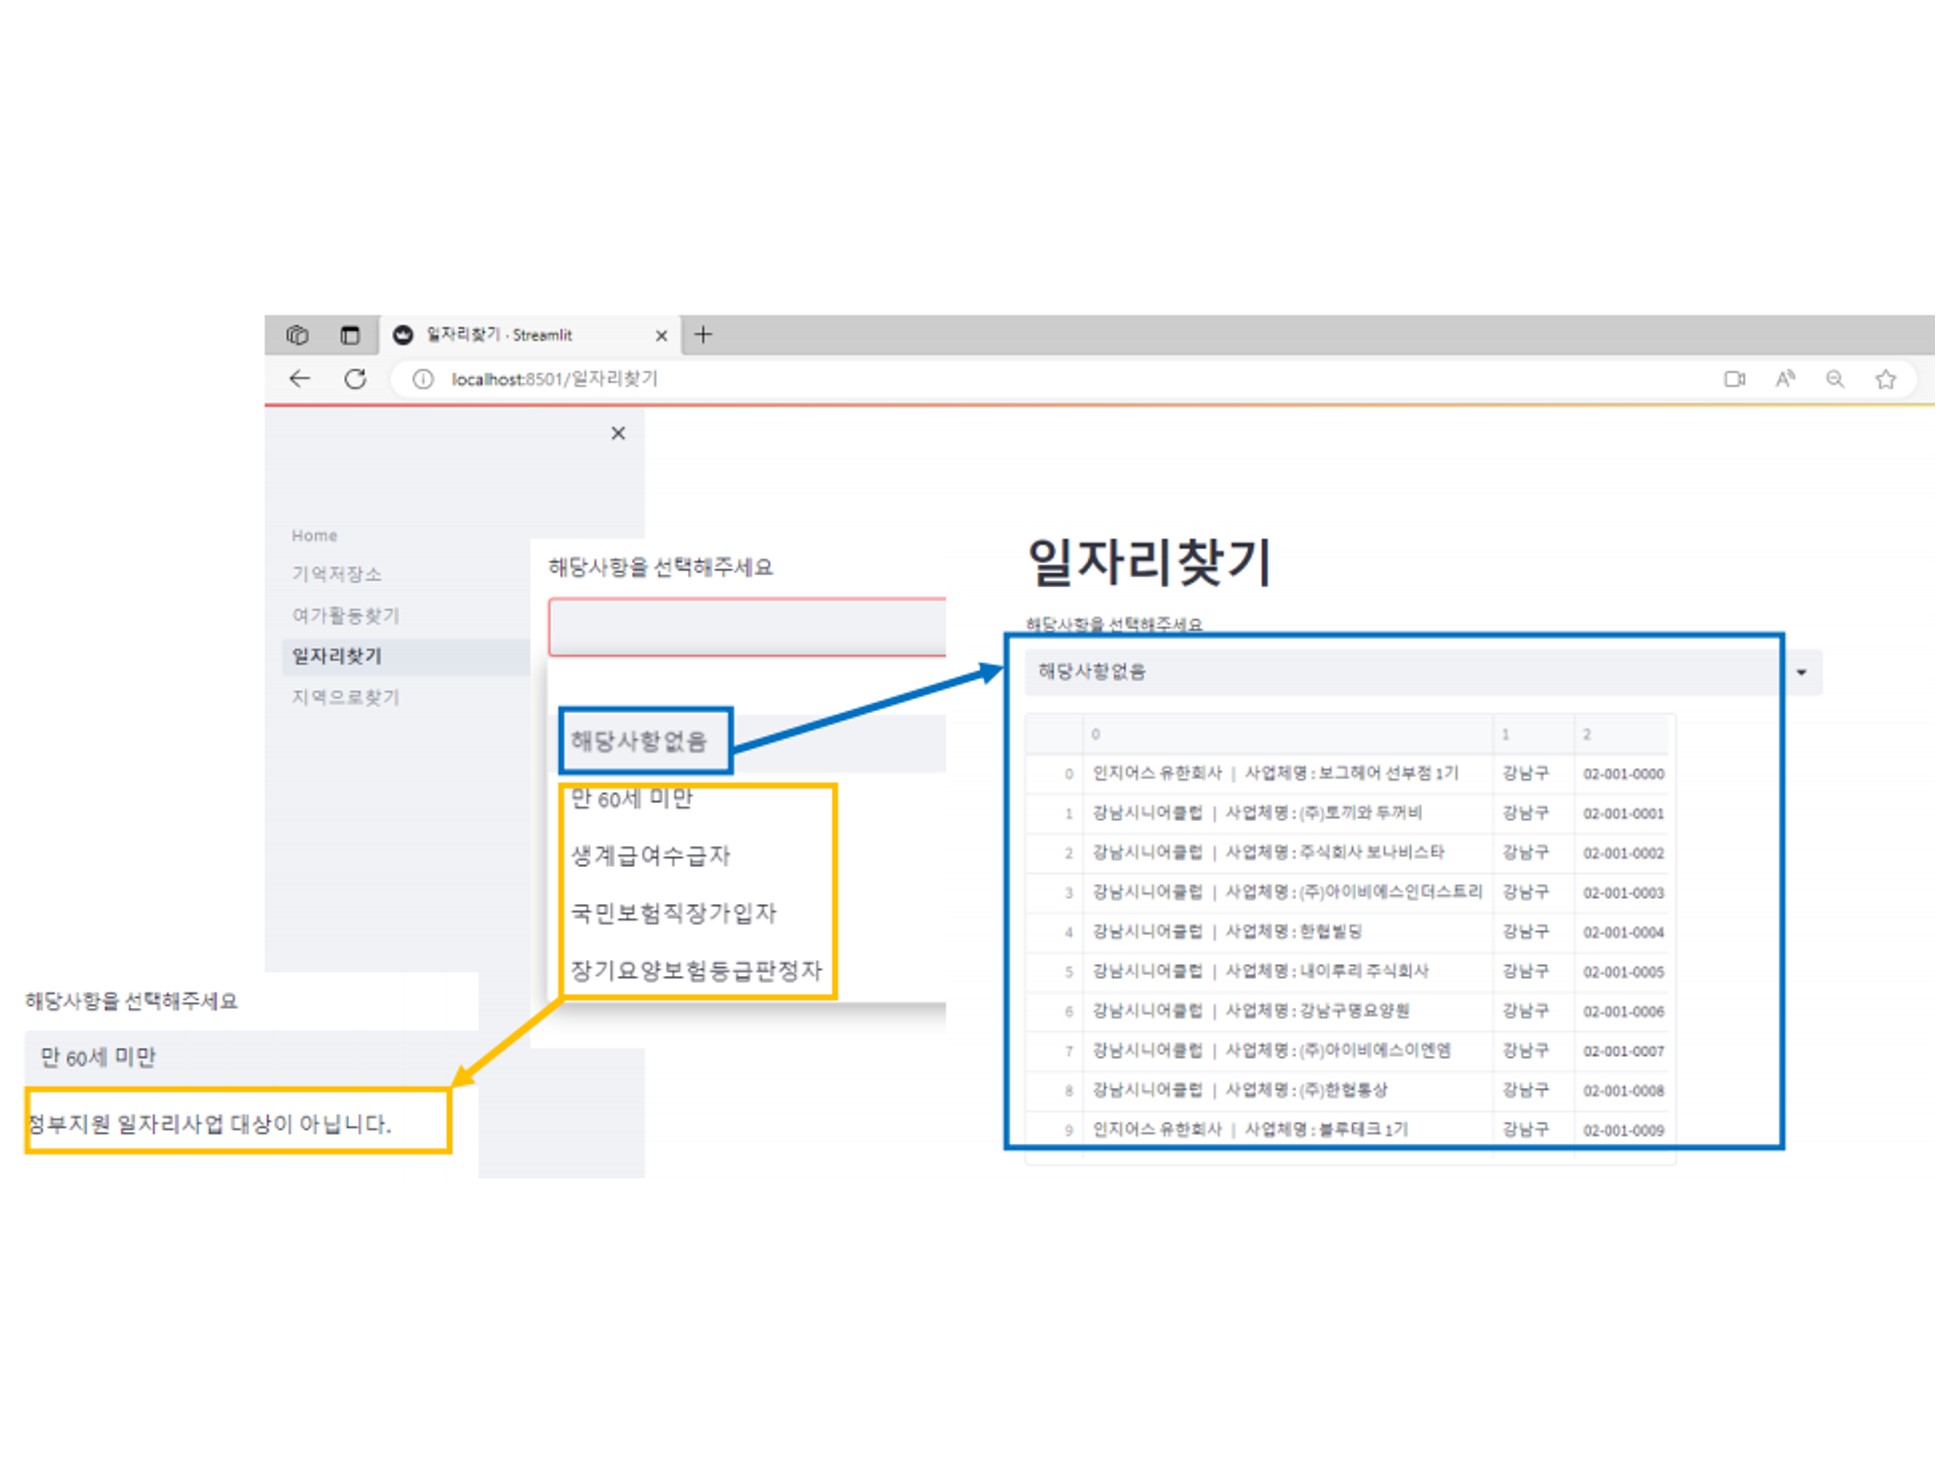 일자리찾기 · Streamlit
localhost:8501/일자리찾기
Home
기억저장소
여가활동찾기
일자리찾기
지역으로찾기
해당사항을 선택해주세요
해당사항없음
만 60세 미만
생계급여수급자
국민보험직장가입자
장기요양보험등급판정자
해당사항을 선택해주세요
만 60세 미만
정부지원 일자리사업 대상이 아닙니다.
일자리찾기
해당사항을 선택해주세요
해당사항없음
0 1 2
0 인지어스 유한회사 | 사업체명 : 보그헤어 선부점 1기 강남구 02-001-0000
1 강남시니어클럽 | 사업체명 : (주)토끼와 두꺼비 강남구 02-001-0001
2 강남시니어클럽 | 사업체명 : 주식회사 보나비스타 강남구 02-001-0002
3 강남시니어클럽 | 사업체명 : (주)아이비에스인더스트리 강남구 02-001-0003
4 강남시니어클럽 | 사업체명 : 한협빌딩 강남구 02-001-0004
5 강남시니어클럽 | 사업체명 : 내이루리 주식회사 강남구 02-001-0005
6 강남시니어클럽 | 사업체명 : 강남구명요양원 강남구 02-001-0006
7 강남시니어클럽 | 사업체명 : (주)아이비에스이엔엠 강남구 02-001-0007
8 강남시니어클럽 | 사업체명 : (주)한협통상 강남구 02-001-0008
9 인지어스 유한회사 | 사업체명 : 블루테크 1기 강남구 02-001-0009